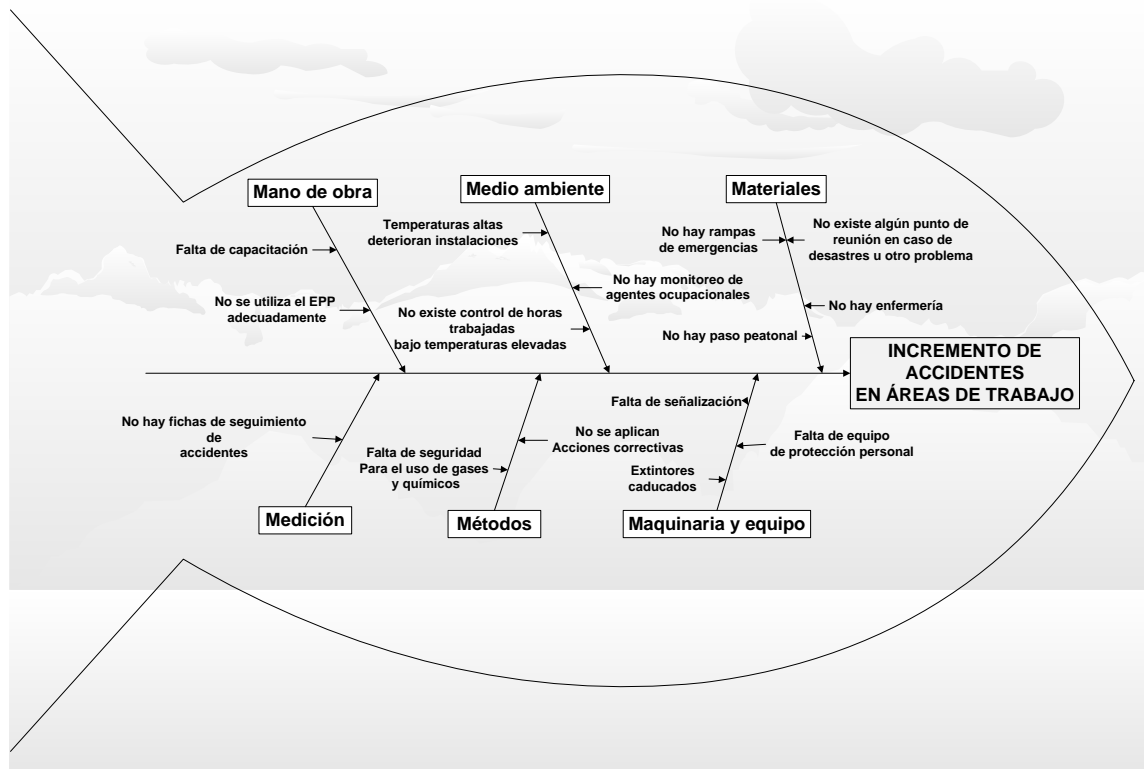 Mano de obra
Falta de capacitación
No se utiliza el EPP
adecuadamente
Medio ambiente
Temperaturas altas
deterioran instalaciones
No hay monitoreo de
agentes ocupacionales
No existe control de horas
trabajadas
bajo temperaturas elevadas
Materiales
No hay rampas
de emergencias
No existe algún punto de
reunión en caso de
desastres u otro problema
No hay enfermería
No hay paso peatonal
INCREMENTO DE
ACCIDENTES
EN ÁREAS DE TRABAJO
No hay fichas de seguimiento
de
accidentes
Medición
No se aplican
Acciones correctivas
Falta de seguridad
Para el uso de gases
y químicos
Métodos
Falta de señalización
Falta de equipo
de protección personal
Extintores
caducados
Maquinaria y equipo